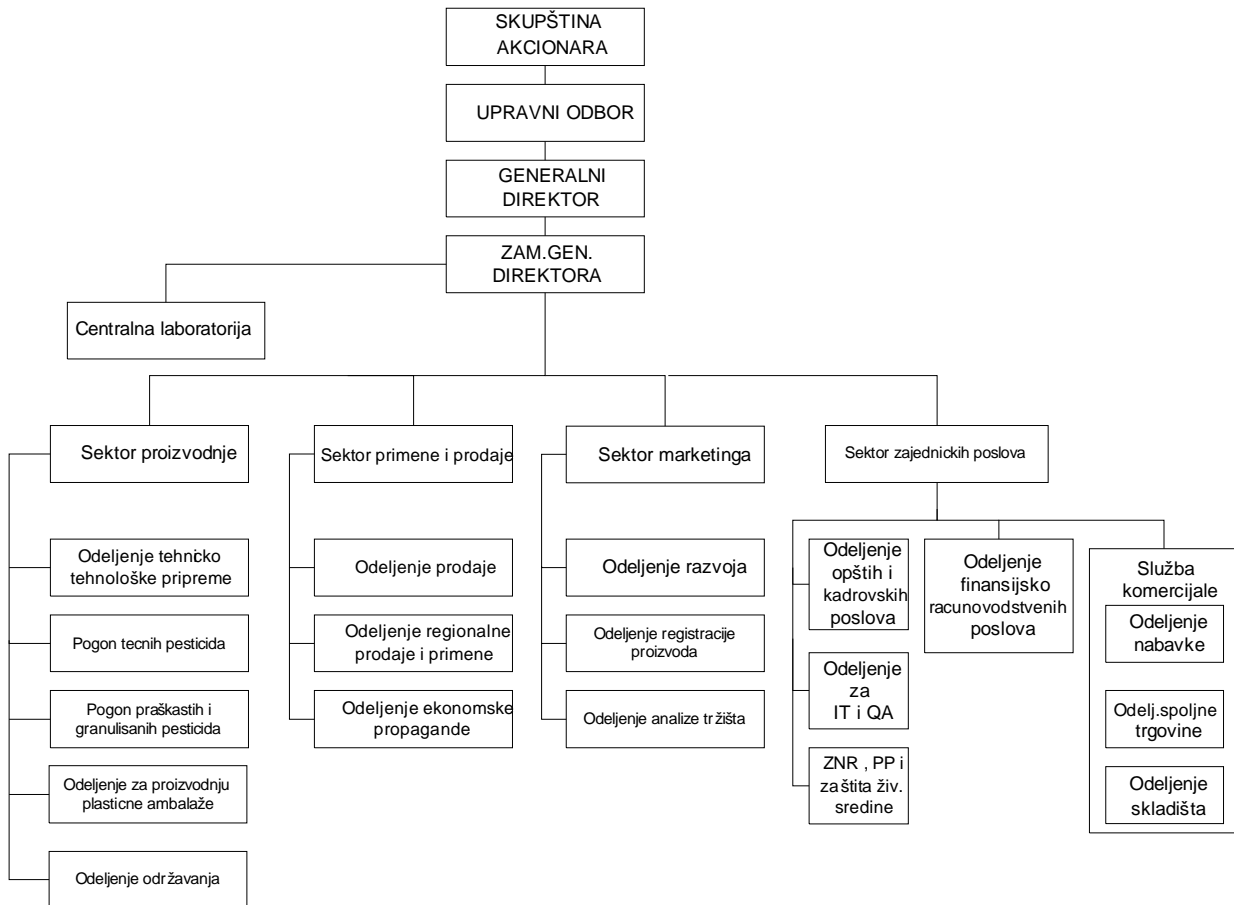 SKUPŠTINA
AKCIONARA
UPRAVNI ODBOR
GENERALNI
DIREKTOR
ZAM.GEN.
DIREKTORA
Centralna laboratorija
Sektor proizvodnje
Sektor primene i prodaje
Sektor marketinga
Sektor zajednickih poslova
Odeljenje tehnicko
tehnološke pripreme
Pogon tecnih pesticida
Pogon praškastih i
granulisanih pesticida
Odeljenje za proizvodnju
plasticne ambalaže
Odeljenje održavanja
Odeljenje prodaje
Odeljenje regionalne
prodaje i primene
Odeljenje ekonomske
propagande
Odeljenje razvoja
Odeljenje registracije
proizvoda
Odeljenje analize tržišta
Odeljenje
opštih i
kadrovskih
poslova
Odeljenje
za
IT i QA
ZNR , PP i
zaštita živ.
sredine
Odeljenje
finansijsko
racunovodstvenih
poslova
Služba
komercijale
Odeljenje
nabavke
Odelj.spoljne
trgovine
Odeljenje
skladišta